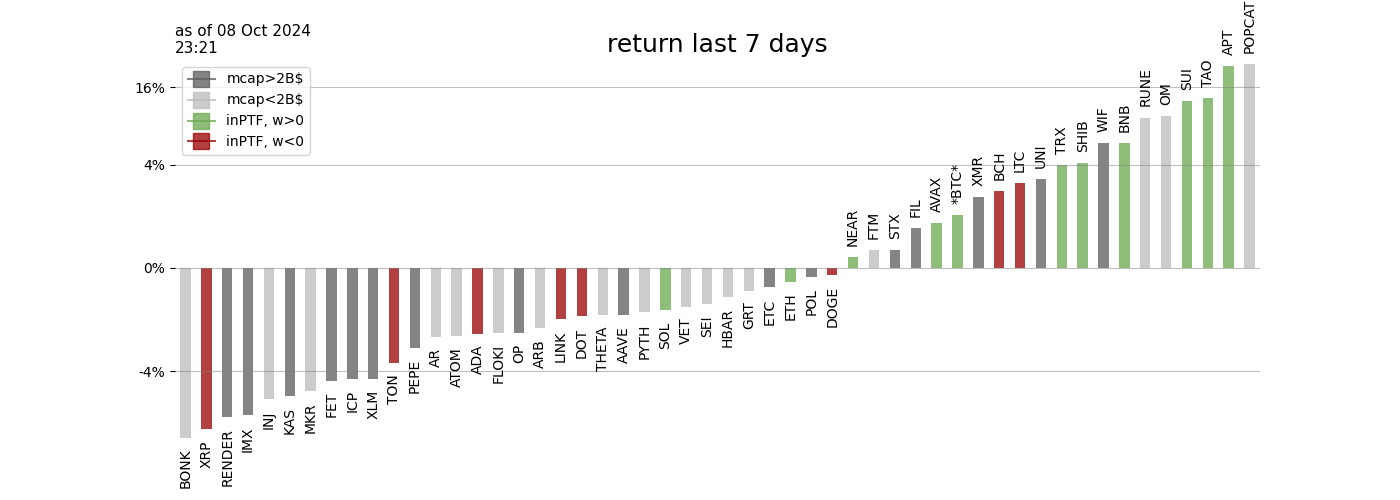 as of 08 Oct 2024
23:21
return last 7 days
mcap>2B$
mcap<2B$
inPTF, w>0
inPTF, w<0
16%
4%
0%
-4%
BONK
XRP
RENDER
IMX
INJ
KAS
MKR
FET
ICP
XLM
TON
PEPE
AR
ATOM
ADA
FLOKI
OP
ARB
LINK
DOT
THETA
AAVE
PYTH
SOL
VET
SEI
HBAR
GRT
ETC
ETH
POL
DOGE
NEAR
FTM
STX
FIL
AVAX
*BTC*
XMR
BCH
LTC
UNI
TRX
SHIB
WIF
BNB
RUNE
OM
SUI
TAO
APT
POPCAT